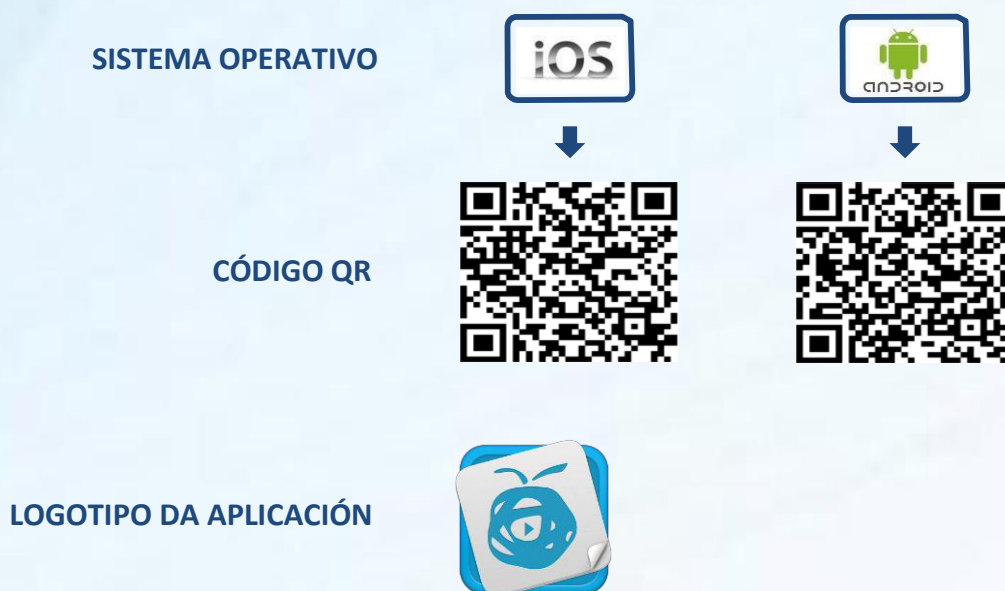 SISTEMA OPERATIVO
iOS
ANDROID
CÓDIGO QR
LOGOTIPO DA APLICACIÓN